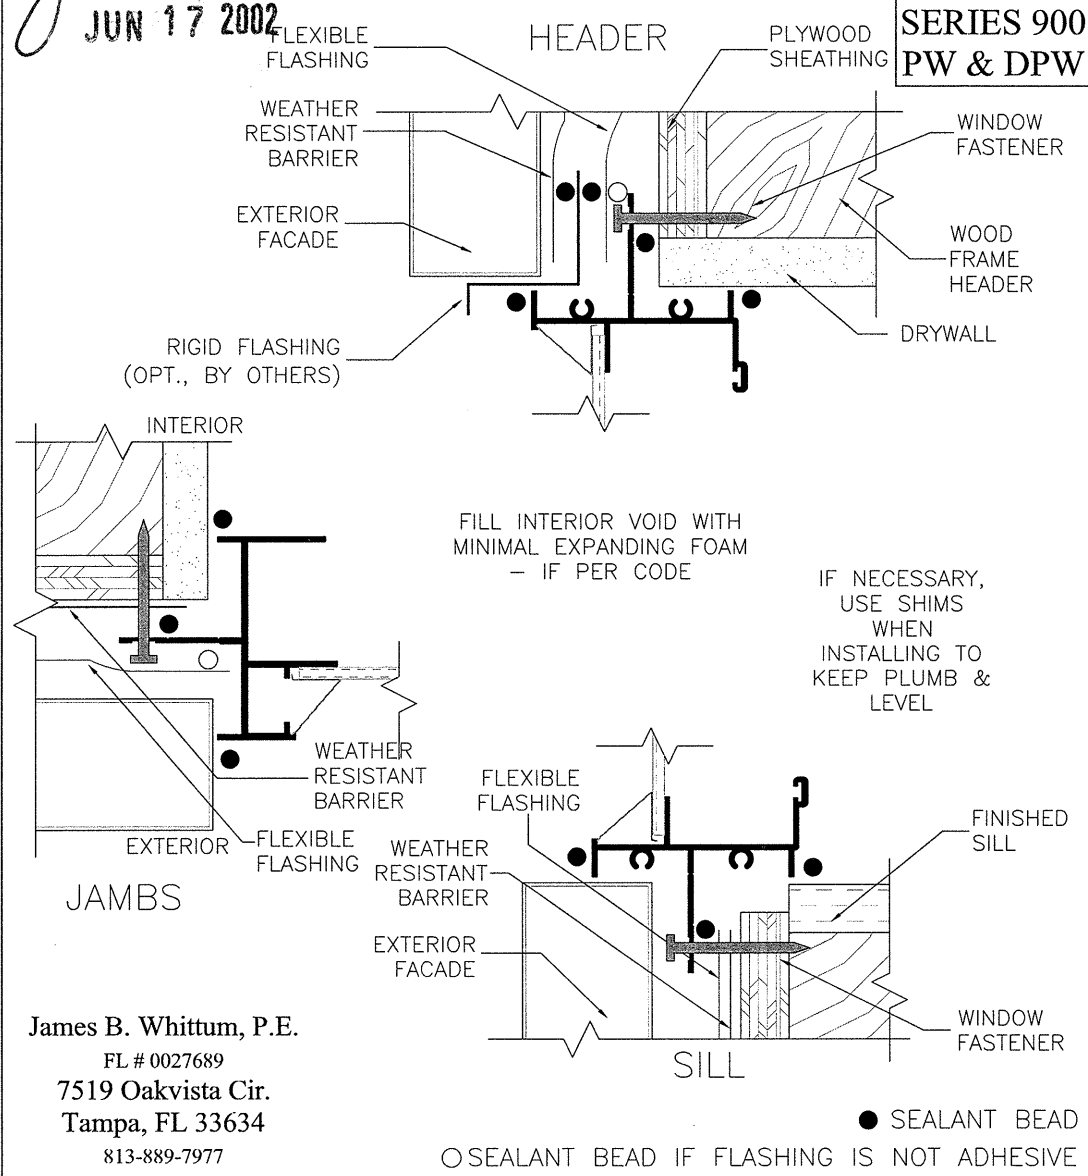 JUN 17 2002
HEADER
SERIES 900
PW & DPW
FLEXIBLE
FLASHING
PLYWOOD
SHEATHING
WEATHER
RESISTANT
BARRIER
WINDOW
FASTENER
EXTERIOR
FACADE
WOOD
FRAME
HEADER
DRYWALL
RIGID FLASHING
(OPT., BY OTHERS)
INTERIOR
FILL INTERIOR VOID WITH
MINIMAL EXPANDING FOAM
– IF PER CODE
IF NECESSARY,
USE SHIMS
WHEN
INSTALLING TO
KEEP PLUMB &
LEVEL
WEATHER
RESISTANT
BARRIER
EXTERIOR
FLEXIBLE
FLASHING
JAMBS
FLEXIBLE
FLASHING
FINISHED
SILL
WEATHER
RESISTANT
BARRIER
EXTERIOR
FACADE
WINDOW
FASTENER
SILL
James B. Whittum, P.E.
FL # 0027689
7519 Oakvista Cir.
Tampa, FL 33634
813-889-7977
SEALANT BEAD
SEALANT BEAD IF FLASHING IS NOT ADHESIVE